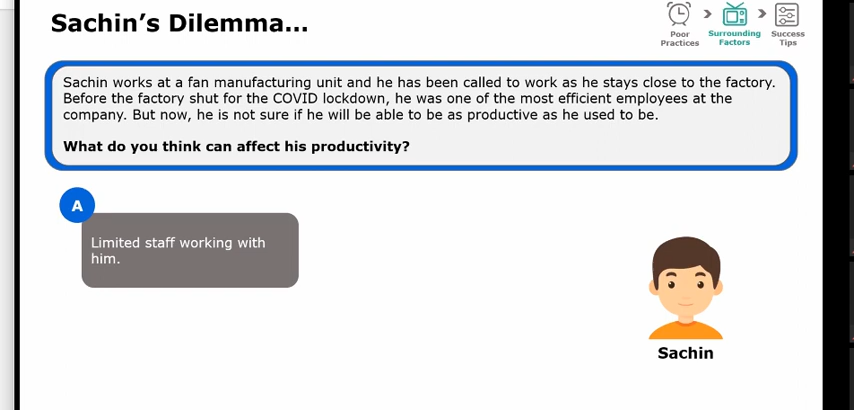 Sachin’s Dilemma...
Poor
Practices
Surrounding
Factors
Success
Tips
Sachin works at a fan manufacturing unit and he has been called to work as he stays close to the factory.
Before the factory shut for the COVID lockdown, he was one of the most efficient employees at the
company. But now, he is not sure if he will be able to be as productive as he used to be.
What do you think can affect his productivity?
A
Limited staff working with
him.
Sachin